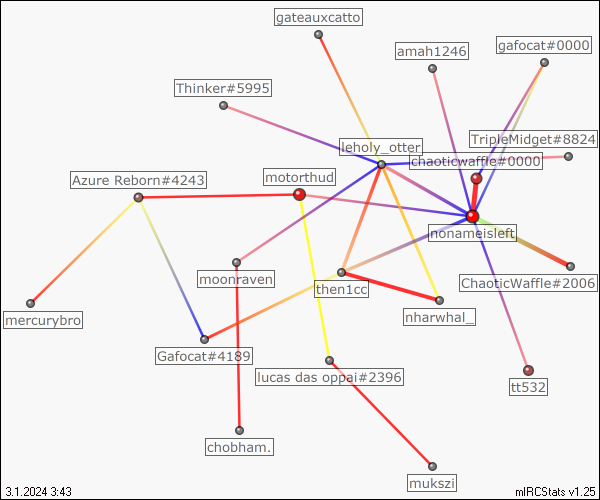 gateauxcatto
gafocat#0000
amah1246
Thinker#5995
TripleMidget#8824
leholy_otter
chaoticwaffle#0000
Azure Reborn#4243
motorthud
nonameisleft
moonraven
ChaoticWaffle#2006
then1cc
nharwhal_
mercurybro
Gafocat#4189
lucas das oppai#2396
tt532
chobham.
mukszi
3.1.2024 3:43
mIRCStats v1.25